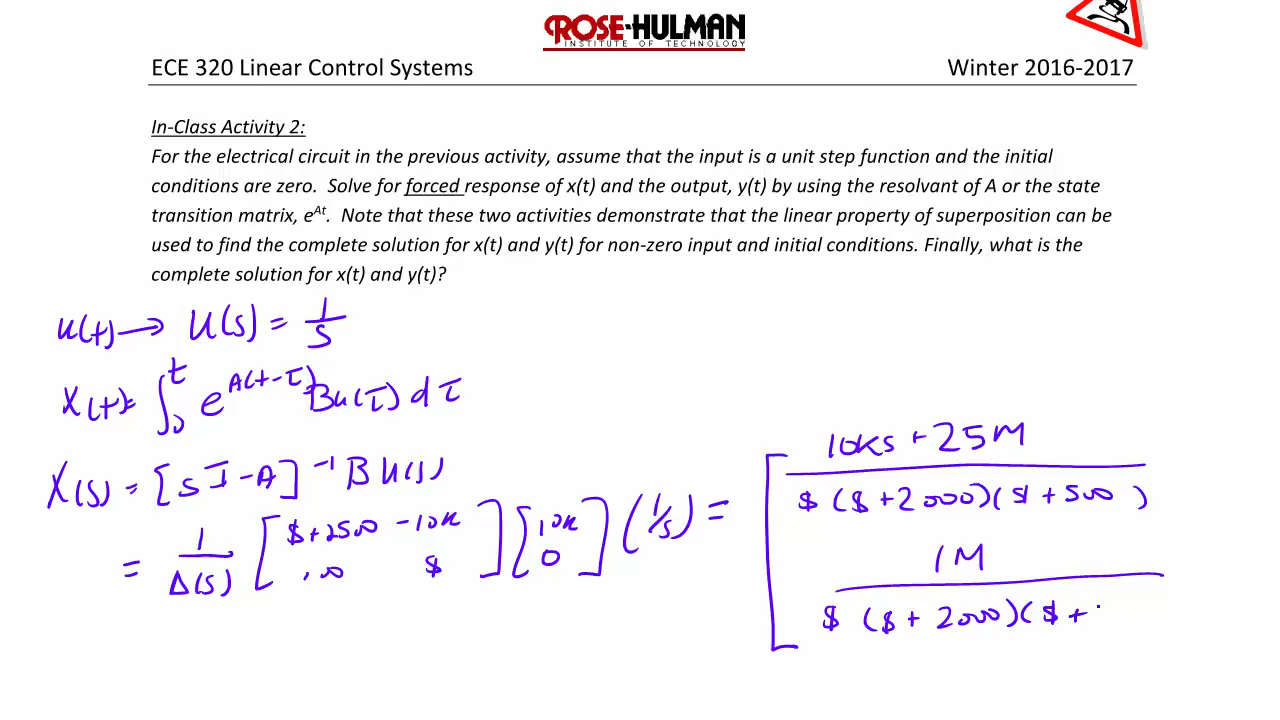 ROSE-HULMAN
INSTITUTE OF TECHNOLOGY
ECE 320 Linear Control Systems Winter 2016-2017
In-Class Activity 2:
For the electrical circuit in the previous activity, assume that the input is a unit step function and the initial
conditions are zero. Solve for forced response of x(t) and the output, y(t) by using the resolvant of A or the state
transition matrix, e^At. Note that these two activities demonstrate that the linear property of superposition can be
used to find the complete solution for x(t) and y(t) for non-zero input and initial conditions. Finally, what is the
complete solution for x(t) and y(t)?
u(t) → U(s) = 1/s
x(t) = ∫₀ᵗ e^A(t-τ) Bu(τ) dτ
X(s) = [sI-A]⁻¹ B U(s)
= 1/Δ(s) [s+2500 -10k; 100 s] [10k; 0] (1/s) = [10ks + 25M / s(s+2000)(s+500)
1M / s(s+2000)(s+